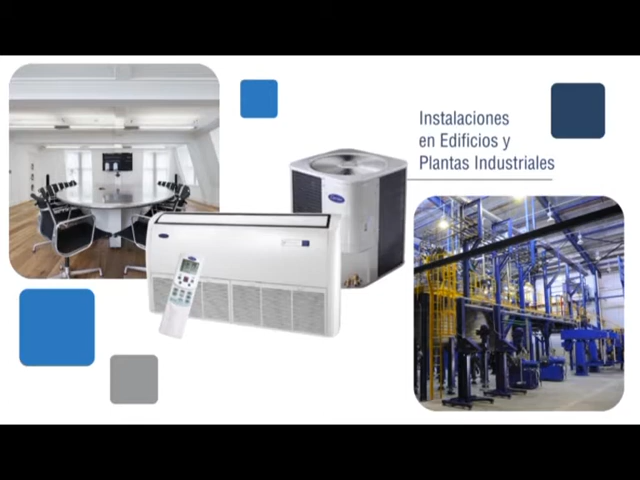 Instalaciones
en Edificios y
Plantas Industriales